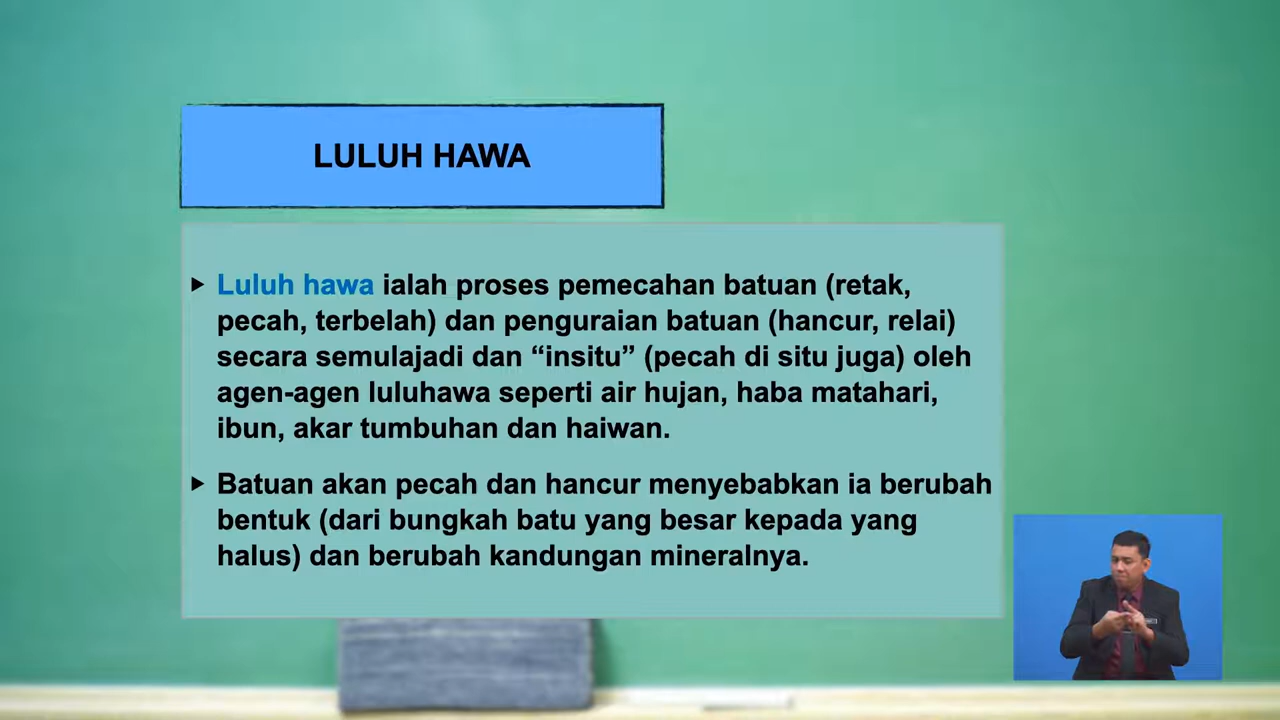 LULUH HAWA
Luluh hawa ialah proses pemecahan batuan (retak,
pecah, terbelah) dan penguraian batuan (hancur, relai)
secara semulajadi dan “insitu” (pecah di situ juga) oleh
agen-agen luluhawa seperti air hujan, haba matahari,
ibun, akar tumbuhan dan haiwan.
Batuan akan pecah dan hancur menyebabkan ia berubah
bentuk (dari bungkah batu yang besar kepada yang
halus) dan berubah kandungan mineralnya.